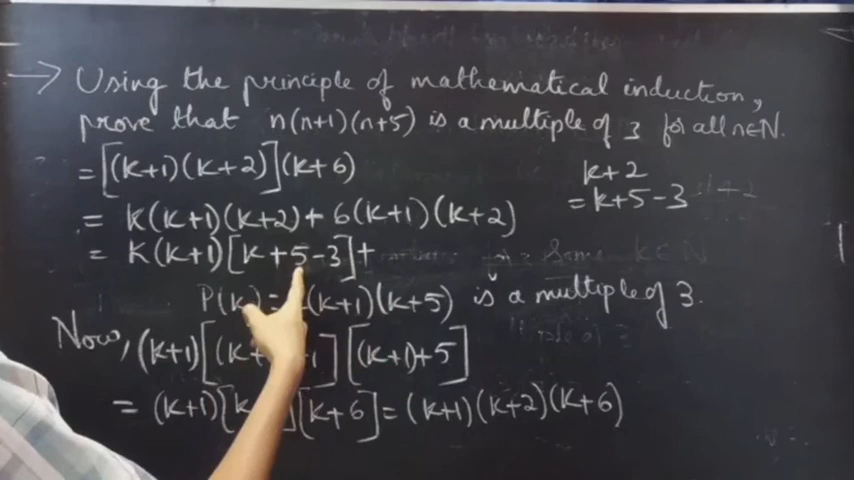 → Using the principle of mathematical induction,
prove that n(n+1)(n+5) is a multiple of 3 for all n∈N.
= [(k+1)(k+2)](k+6)
k+2
= k+5-3
= k(k+1)(k+2) + 6(k+1)(k+2)
= k(k+1)[k+5-3]+
P(k) = (k+1)(k+5) is a multiple of 3.
Now, (k+1)[(k+1] [(k+1)+5]
= (k+1)[k ][k+6] = (k+1)(k+2)(k+6)